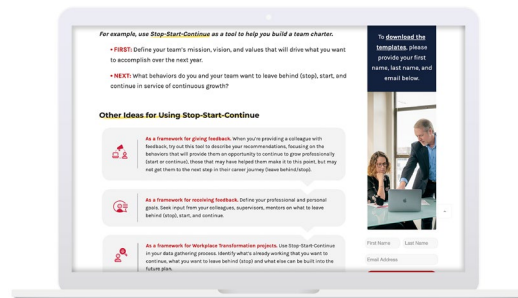 For example, use Stop-Start-Continue as a tool to help you build a team charter.
• FIRST: Define your team's mission, vision, and values that will drive what you want
to accomplish over the next year.
• NEXT: What behaviors do you and your team want to leave behind (stop), start, and
continue in service of continuous growth?
Other Ideas for Using Stop-Start-Continue
As a framework for giving feedback. When you're providing a colleague with
feedback, try out this tool to describe your recommendations, focusing on the
behaviors that will provide them an opportunity to continue to grow professionally
(start or continue), those that may have helped them make it to this point, but may
not get them to the next step in their career journey (leave behind/stop).
As a framework for receiving feedback. Define your professional and personal
goals. Seek input from your colleagues, supervisors, mentors on what to leave
behind (stop), start, and continue.
As a framework for Workplace Transformation projects. Use Stop-Start-Continue
in your data gathering process. Identify what's already working that you want to
continue, what you want to leave behind (stop) and what else can be built into the
future plan.
To download the
templates, please
provide your first
name, last name, and
email below.
First Name
Last Name
Email Address